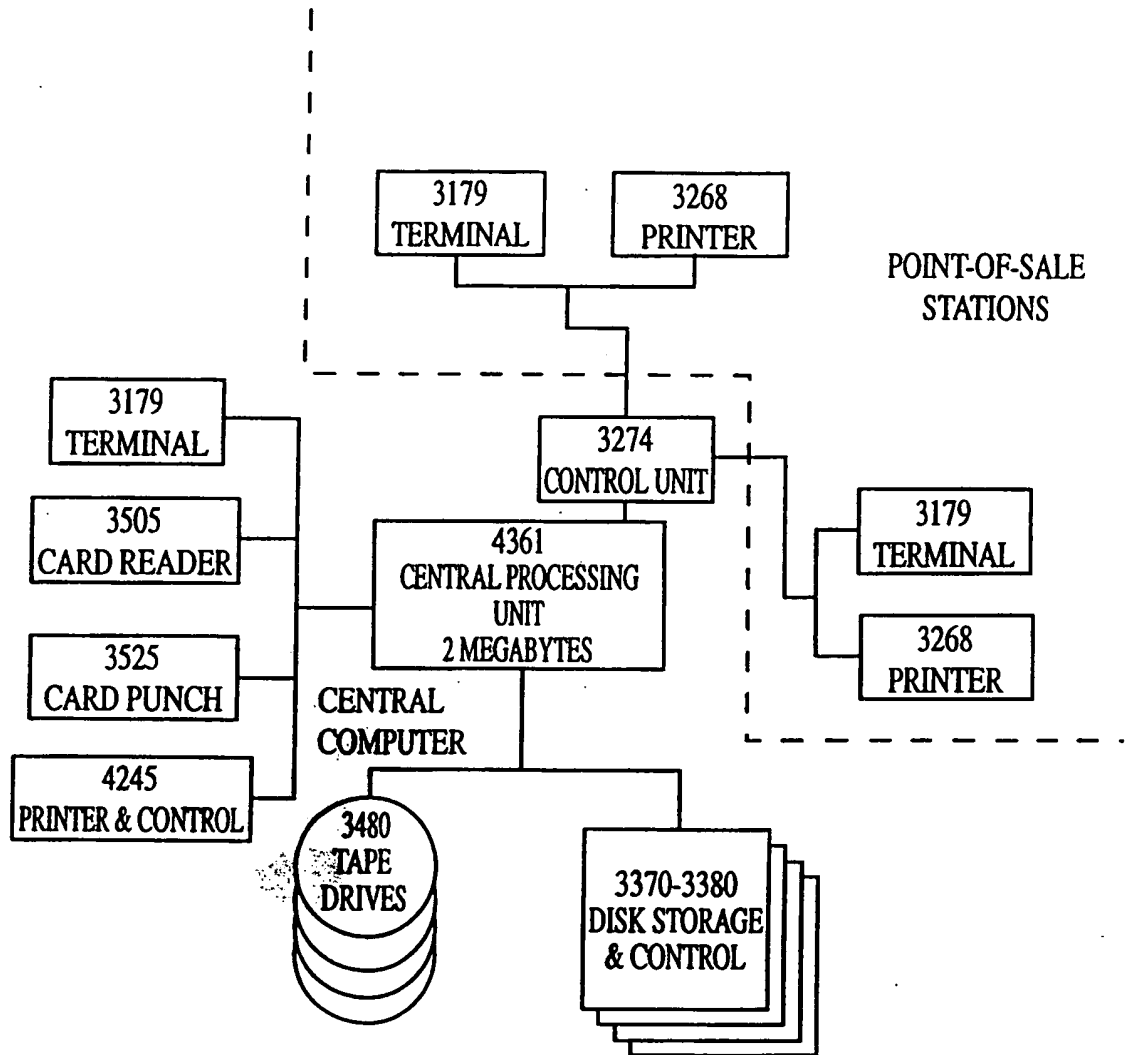 3179
TERMINAL
3268
PRINTER
POINT-OF-SALE
STATIONS
3179
TERMINAL
3274
CONTROL UNIT
3505
CARD READER
4361
CENTRAL PROCESSING
UNIT
2 MEGABYTES
3179
TERMINAL
3525
CARD PUNCH
3268
PRINTER
CENTRAL
COMPUTER
4245
PRINTER & CONTROL
3480
TAPE
DRIVES
3370-3380
DISK STORAGE
& CONTROL